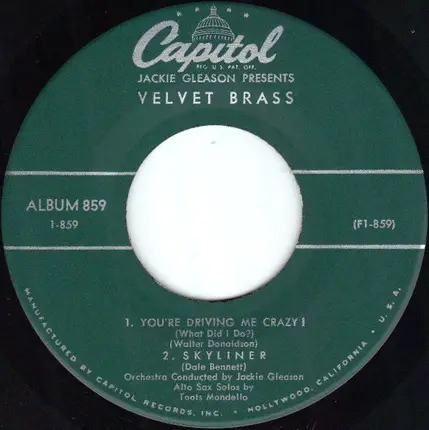 Capitol
REG. U.S. PAT. OFF.
JACKIE GLEASON PRESENTS
VELVET BRASS
ALBUM 859
1-859
(F1-859)
1. YOU'RE DRIVING ME CRAZY!
(What Did I Do?)
(Walter Donaldson)
2. SKYLINER
(Dale Bennett)
Orchestra Conducted by Jackie Gleason
Alto Sax Solos by
Toots Mondello
MANUFACTURED BY CAPITOL RECORDS, INC. • HOLLYWOOD, CALIFORNIA • U.S.A.